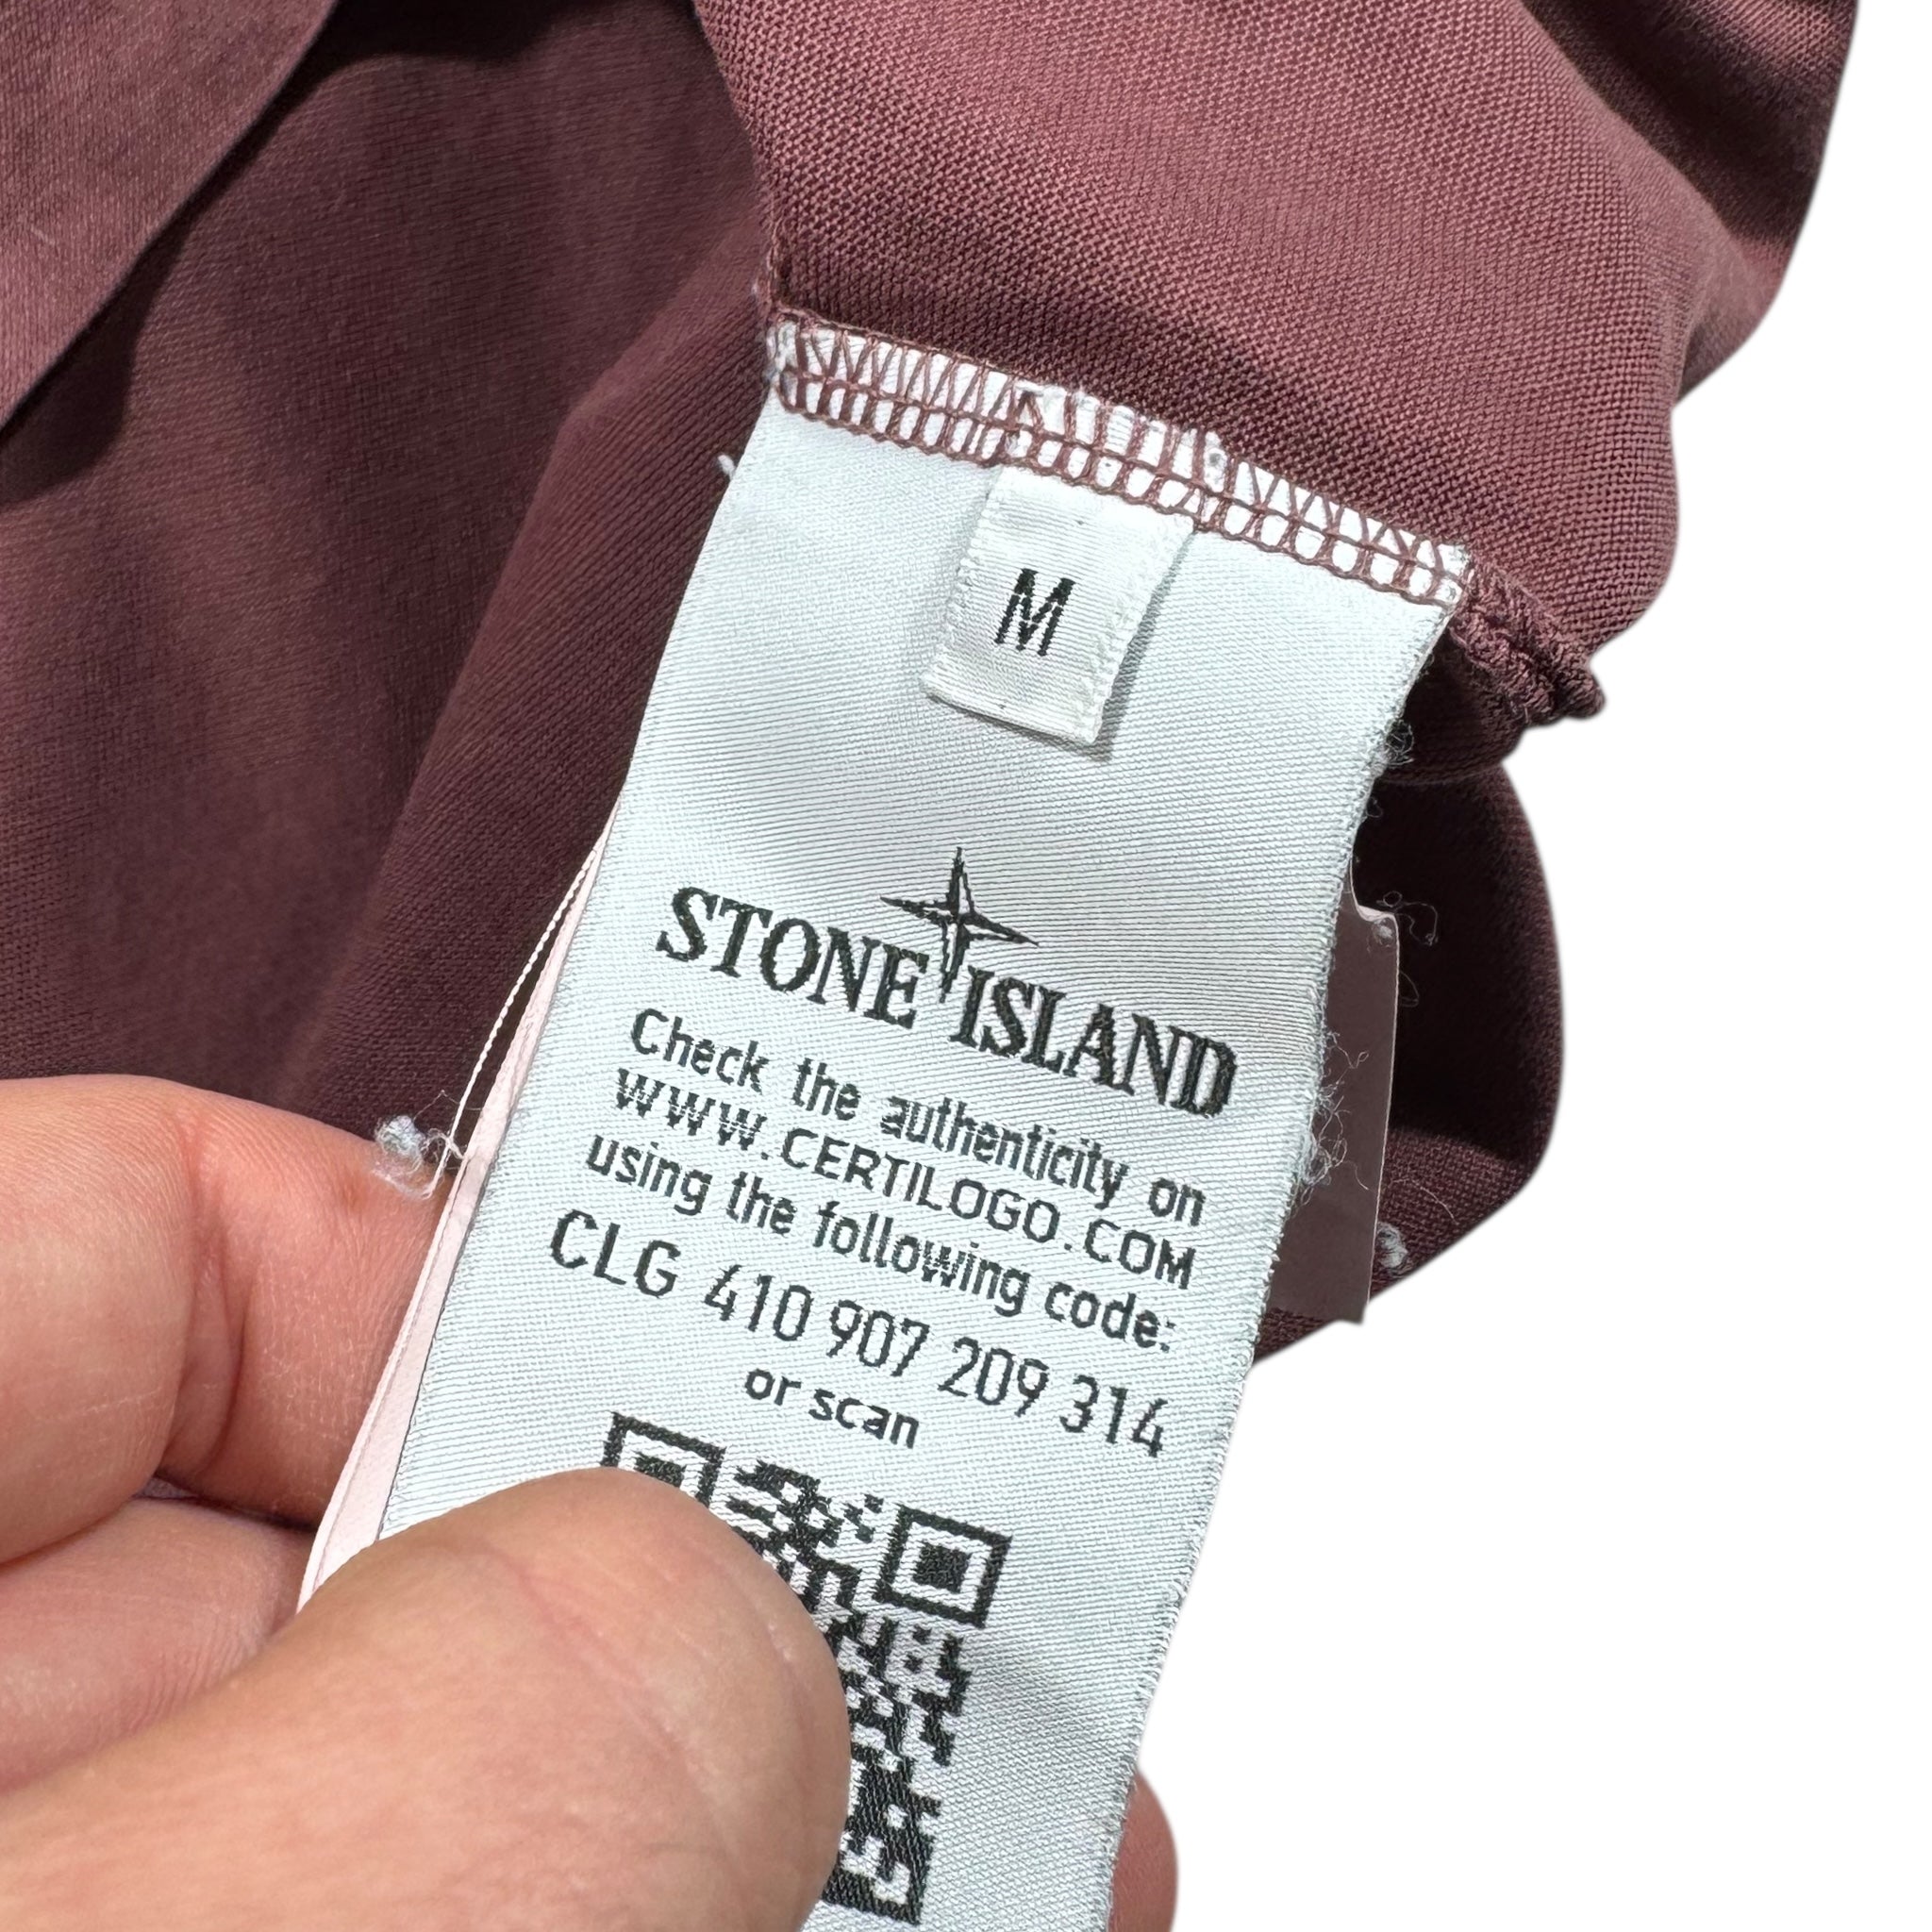 M
STONE ISLAND
Check the authenticity on
WWW.CERTILOGO.COM
using the following code:
CLG 410 907 209 314
or scan